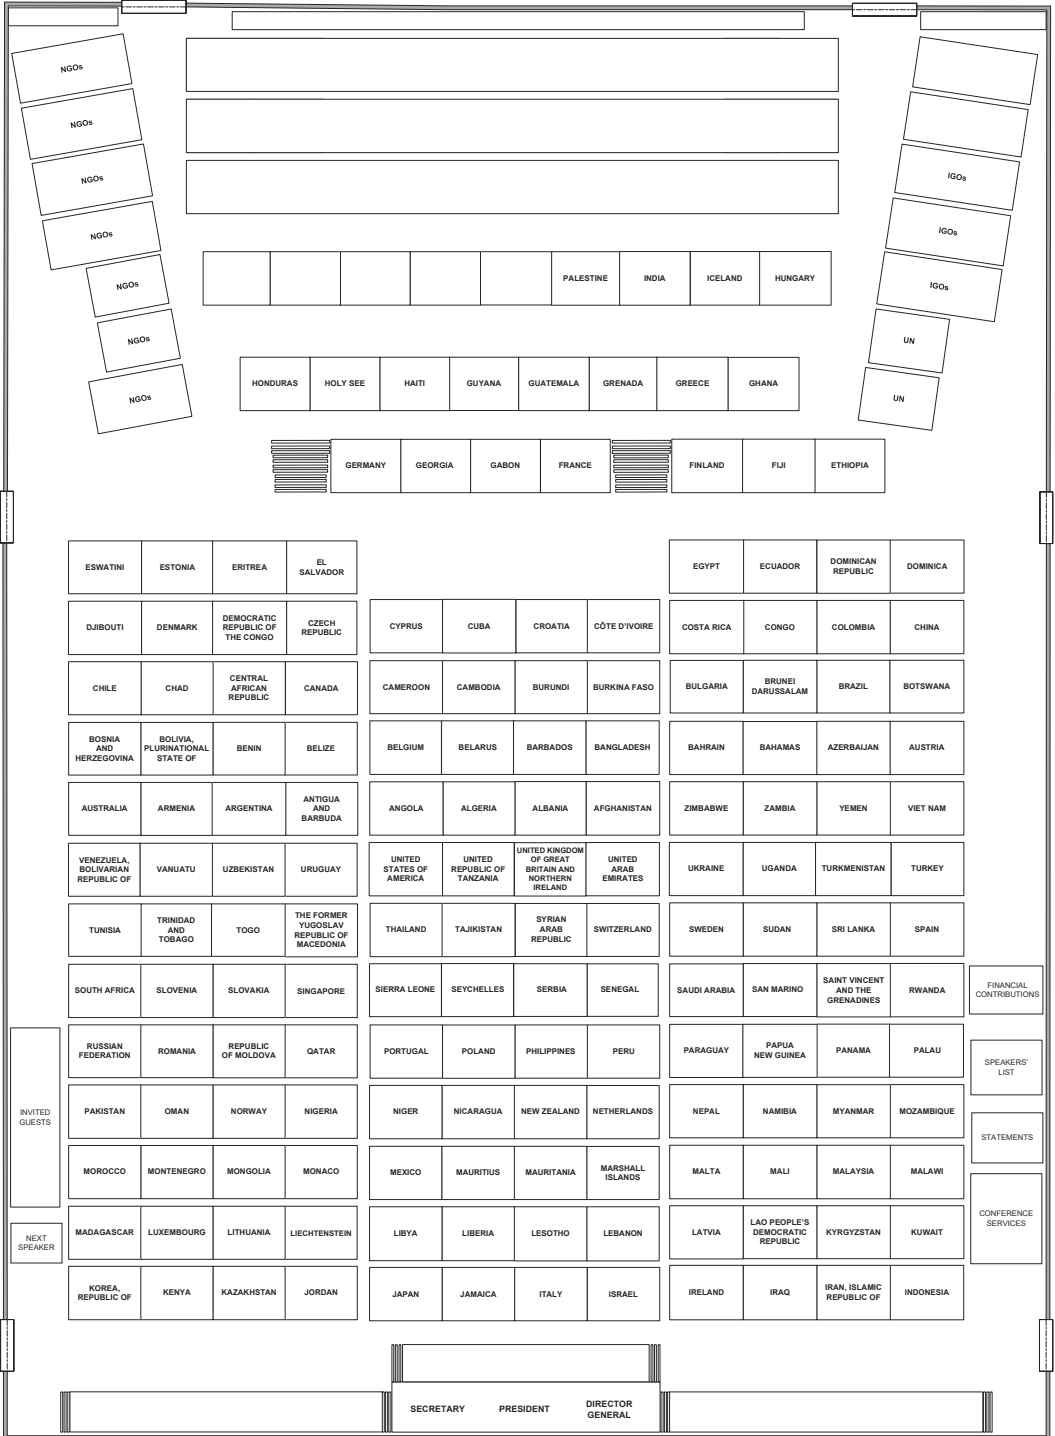 NGOs
NGOs
NGOs
IGOs
NGOs
IGOs
NGOs
IGOs
PALESTINE
INDIA
ICELAND
HUNGARY
NGOs
UN
NGOs
UN
HONDURAS
HOLY SEE
HAITI
GUYANA
GUATEMALA
GRENADA
GREECE
GHANA
GERMANY
GEORGIA
GABON
FRANCE
FINLAND
FIJI
ETHIOPIA
ESWATINI
ESTONIA
ERITREA
EL
SALVADOR
EGYPT
ECUADOR
DOMINICAN
REPUBLIC
DOMINICA
DJIBOUTI
DENMARK
DEMOCRATIC
REPUBLIC OF
THE CONGO
CZECH
REPUBLIC
CYPRUS
CUBA
CROATIA
CÔTE D'IVOIRE
COSTA RICA
CONGO
COLOMBIA
CHINA
CHILE
CHAD
CENTRAL
AFRICAN
REPUBLIC
CANADA
CAMEROON
CAMBODIA
BURUNDI
BURKINA FASO
BULGARIA
BRUNEI
DARUSSALAM
BRAZIL
BOTSWANA
BOSNIA
AND
HERZEGOVINA
BOLIVIA,
PLURINATIONAL
STATE OF
BENIN
BELIZE
BELGIUM
BELARUS
BARBADOS
BANGLADESH
BAHRAIN
BAHAMAS
AZERBAIJAN
AUSTRIA
AUSTRALIA
ARMENIA
ARGENTINA
ANTIGUA
AND
BARBUDA
ANGOLA
ALGERIA
ALBANIA
AFGHANISTAN
ZIMBABWE
ZAMBIA
YEMEN
VIET NAM
VENEZUELA,
BOLIVARIAN
REPUBLIC OF
VANUATU
UZBEKISTAN
URUGUAY
UNITED
STATES OF
AMERICA
UNITED
REPUBLIC OF
TANZANIA
UNITED KINGDOM
OF GREAT
BRITAIN AND
NORTHERN
IRELAND
UNITED
ARAB
EMIRATES
UKRAINE
UGANDA
TURKMENISTAN
TURKEY
TUNISIA
TRINIDAD
AND
TOBAGO
TOGO
THE FORMER
YUGOSLAV
REPUBLIC OF
MACEDONIA
THAILAND
TAJIKISTAN
SYRIAN
ARAB
REPUBLIC
SWITZERLAND
SWEDEN
SUDAN
SRI LANKA
SPAIN
SOUTH AFRICA
SLOVENIA
SLOVAKIA
SINGAPORE
SIERRA LEONE
SEYCHELLES
SERBIA
SENEGAL
SAUDI ARABIA
SAN MARINO
SAINT VINCENT
AND THE
GRENADINES
RWANDA
FINANCIAL
CONTRIBUTIONS
RUSSIAN
FEDERATION
ROMANIA
REPUBLIC
OF MOLDOVA
QATAR
PORTUGAL
POLAND
PHILIPPINES
PERU
PARAGUAY
PAPUA
NEW GUINEA
PANAMA
PALAU
SPEAKERS'
LIST
INVITED
GUESTS
PAKISTAN
OMAN
NORWAY
NIGERIA
NIGER
NICARAGUA
NEW ZEALAND
NETHERLANDS
NEPAL
NAMIBIA
MYANMAR
MOZAMBIQUE
STATEMENTS
MOROCCO
MONTENEGRO
MONGOLIA
MONACO
MEXICO
MAURITIUS
MAURITANIA
MARSHALL
ISLANDS
MALTA
MALI
MALAYSIA
MALAWI
CONFERENCE
SERVICES
NEXT
SPEAKER
MADAGASCAR
LUXEMBOURG
LITHUANIA
LIECHTENSTEIN
LIBYA
LIBERIA
LESOTHO
LEBANON
LATVIA
LAO PEOPLE'S
DEMOCRATIC
REPUBLIC
KYRGYZSTAN
KUWAIT
KOREA,
REPUBLIC OF
KENYA
KAZAKHSTAN
JORDAN
JAPAN
JAMAICA
ITALY
ISRAEL
IRELAND
IRAQ
IRAN, ISLAMIC
REPUBLIC OF
INDONESIA
SECRETARY
PRESIDENT
DIRECTOR
GENERAL
NGOs